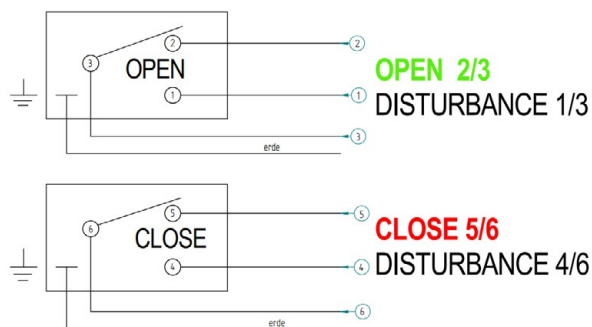 2
2
3
OPEN
OPEN 2/3
1
1
DISTURBANCE 1/3
3
erde
5
5
6
CLOSE
CLOSE 5/6
4
4
DISTURBANCE 4/6
6
erde